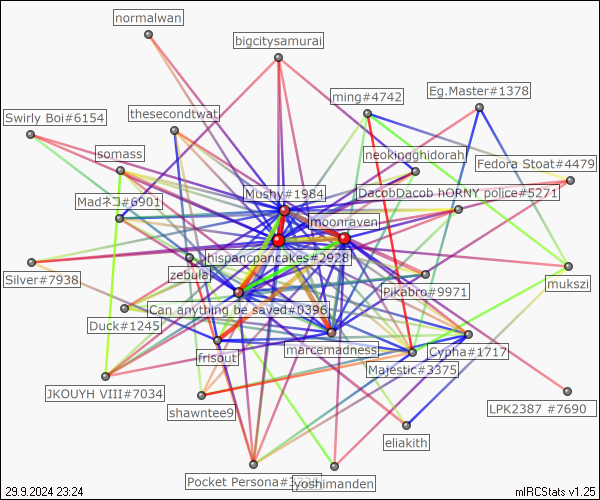 normalwan
bigcitysamurai
ming#4742
Eg.Master#1378
Swirly Boi#6154
thesecondtwat
somass
neokingghidorah
Fedora Stoat#4479
Mushy#1984
DacobDacob hORNY police#5271
Madネコ#6901
moonraven
hispancpancakes#2928
zebula
Silver#7936
Pikabro#9971
mukszi
Can anything be saved#0396
Duck#1245
frisout
marcemadness
Cypha#1717
Majestic#3375
JKOUYH VIII#7034
shawntee9
LPK2387 #7690
eliakith
Pocket Persona
yoshimanden
29.9.2024 23:24
mIRCStats v1.25